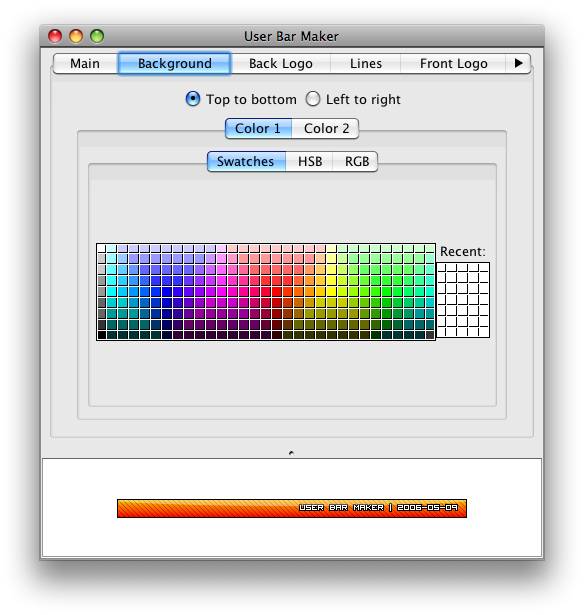 User Bar Maker
Main Background Back Logo Lines Front Logo
Top to bottom Left to right
Color 1 Color 2
Swatches HSB RGB
Recent:
USER BAR MAKER | 2006-05-09